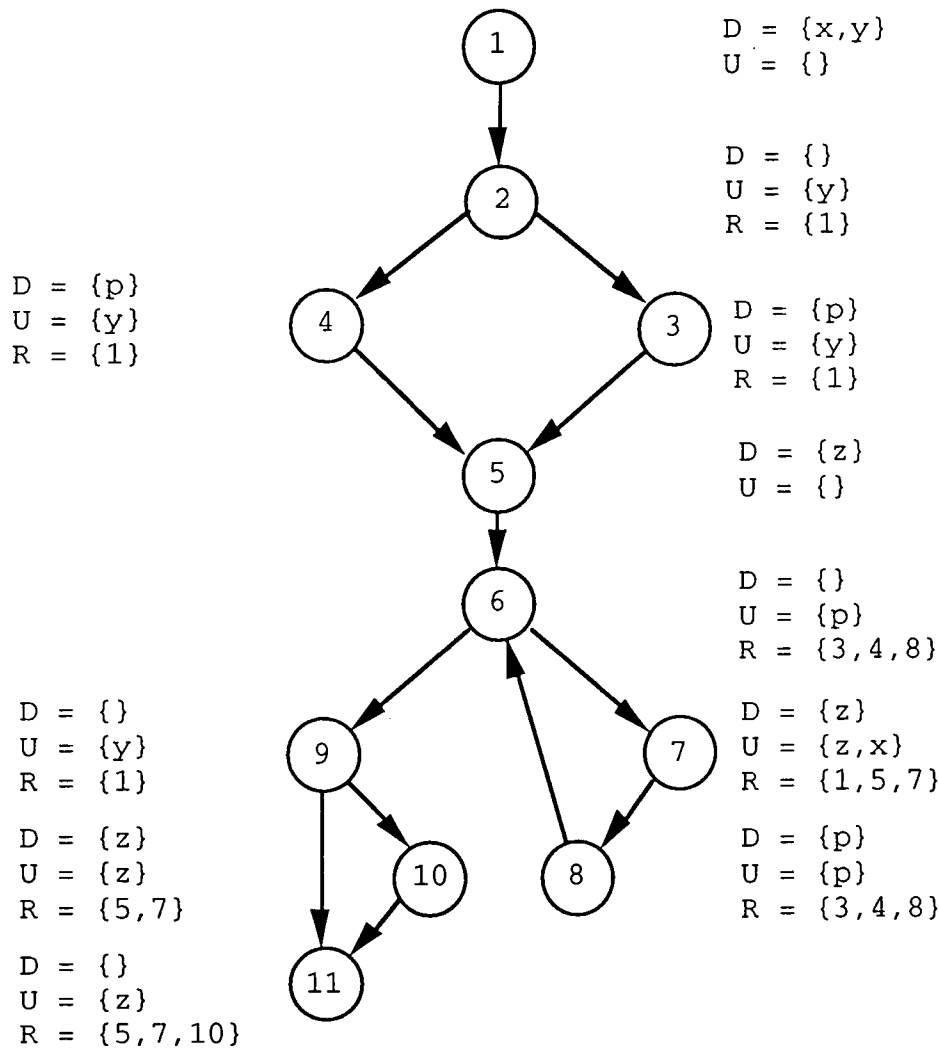 1
D = {x,y}
U = {}
2
D = {}
U = {y}
R = {1}
D = {p}
U = {y}
R = {1}
4
3
D = {p}
U = {y}
R = {1}
5
D = {z}
U = {}
6
D = {}
U = {p}
R = {3,4,8}
D = {}
U = {y}
R = {1}
9
7
D = {z}
U = {z,x}
R = {1,5,7}
D = {z}
U = {z}
R = {5,7}
10
8
D = {p}
U = {p}
R = {3,4,8}
D = {}
U = {z}
R = {5,7,10}
11